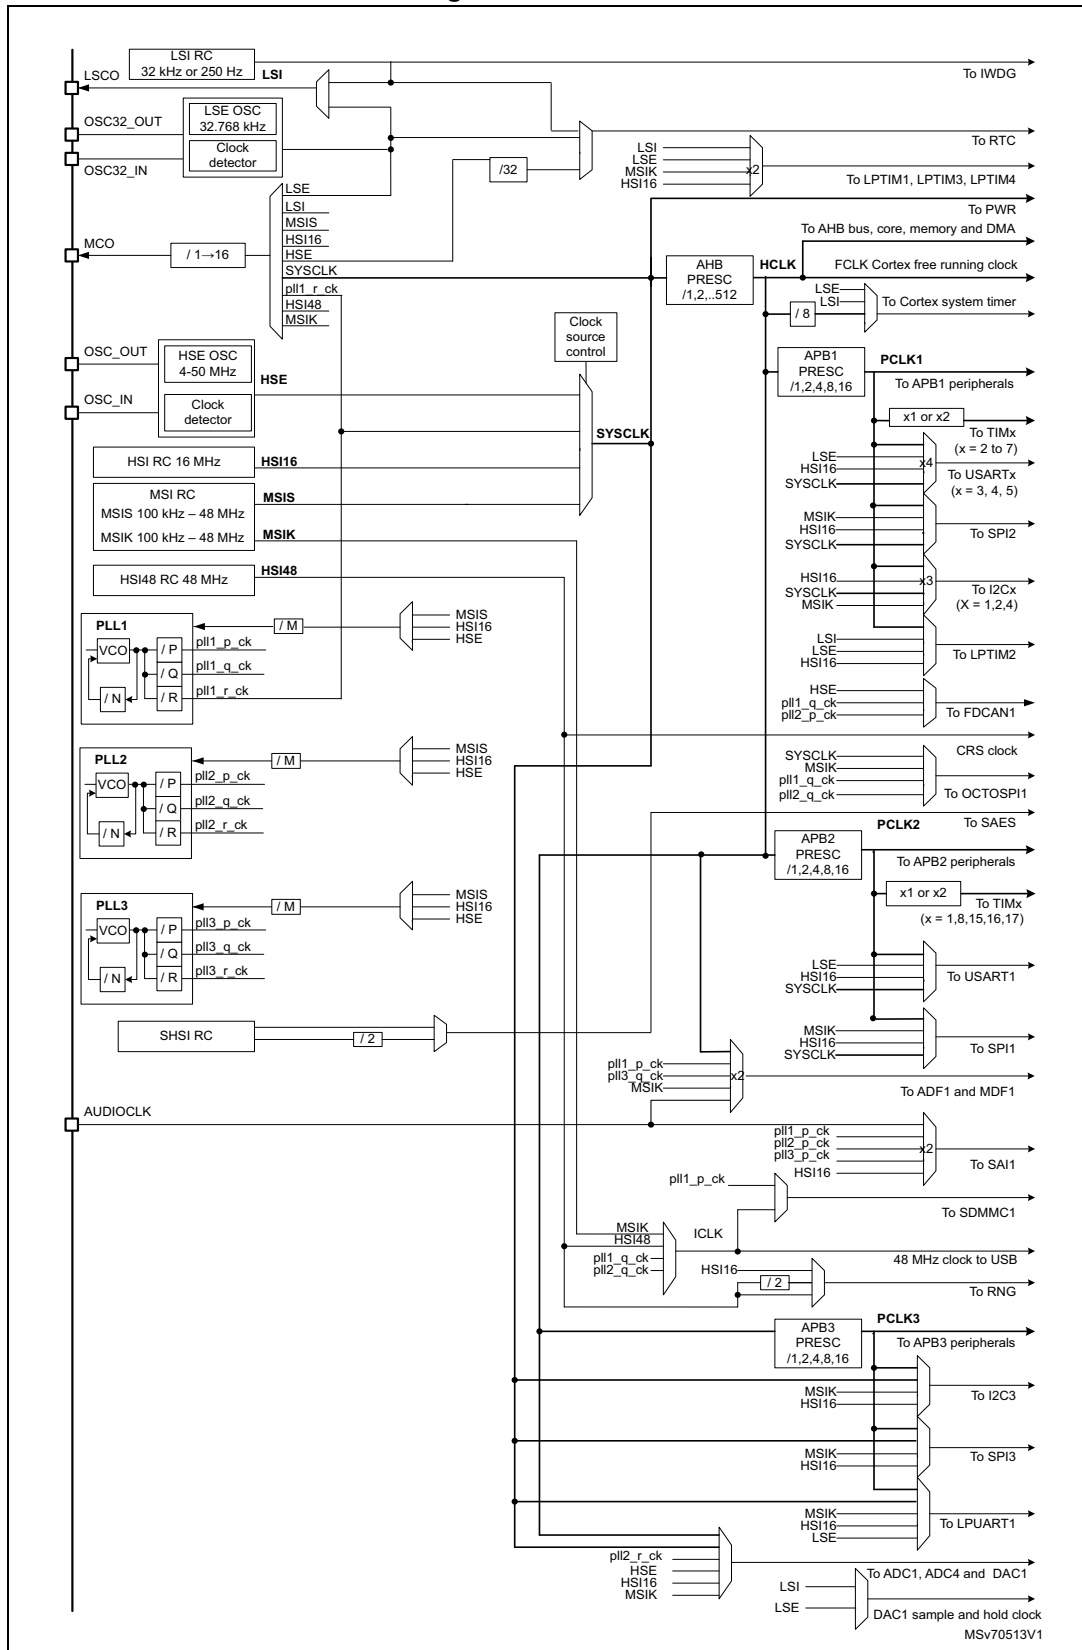 LSI RC
32 kHz or 250 Hz
LSI
LSCO
To IWDG
OSC32_OUT
LSE OSC
32.768 kHz
Clock
detector
OSC32_IN
To RTC
/32
LSI
LSE
MSIK
HSI16
x2
To LPTIM1, LPTIM3, LPTIM4
LSE
LSI
MSIS
HSI16
HSE
SYSCLK
pll1_r_ck
HSI48
MSIK
MCO
/ 1→16
To PWR
To AHB bus, core, memory and DMA
AHB
PRESC
/1,2,..512
HCLK
FCLK Cortex free running clock
LSE
LSI
/ 8
To Cortex system timer
Clock
source
control
OSC_OUT
HSE OSC
4-50 MHz
HSE
OSC_IN
Clock
detector
APB1
PRESC
/1,2,4,8,16
PCLK1
To APB1 peripherals
x1 or x2
To TIMx
(x = 2 to 7)
SYSCLK
HSI RC 16 MHz
HSI16
LSE
HSI16
SYSCLK
x4
To USARTx
(x = 3, 4, 5)
MSI RC
MSIS 100 kHz – 48 MHz
MSIK 100 kHz – 48 MHz
MSIS
MSIK
MSIK
HSI16
SYSCLK
To SPI2
HSI48 RC 48 MHz
HSI48
HSI16
SYSCLK
MSIK
x3
To I2Cx
(X = 1,2,4)
PLL1
VCO
/ N
/ P
/ Q
/ R
pll1_p_ck
pll1_q_ck
pll1_r_ck
/ M
MSIS
HSI16
HSE
LSI
LSE
HSI16
To LPTIM2
HSE
pll1_q_ck
pll2_p_ck
To FDCAN1
CRS clock
PLL2
VCO
/ N
/ P
/ Q
/ R
pll2_p_ck
pll2_q_ck
pll2_r_ck
/ M
MSIS
HSI16
HSE
SYSCLK
MSIK
pll1_q_ck
pll2_q_ck
To OCTOSPI1
To SAES
APB2
PRESC
/1,2,4,8,16
PCLK2
To APB2 peripherals
x1 or x2
To TIMx
(x = 1,8,15,16,17)
PLL3
VCO
/ N
/ P
/ Q
/ R
pll3_p_ck
pll3_q_ck
pll3_r_ck
/ M
MSIS
HSI16
HSE
LSE
HSI16
SYSCLK
To USART1
SHSI RC
/ 2
MSIK
HSI16
SYSCLK
To SPI1
pll1_p_ck
pll3_q_ck
MSIK
x2
To ADF1 and MDF1
AUDIOCLK
pll1_p_ck
pll2_p_ck
pll3_p_ck
HSI16
x2
To SAI1
pll1_p_ck
To SDMMC1
MSIK
HSI48
pll1_q_ck
pll2_q_ck
ICLK
48 MHz clock to USB
HSI16
/ 2
To RNG
APB3
PRESC
/1,2,4,8,16
PCLK3
To APB3 peripherals
MSIK
HSI16
To I2C3
MSIK
HSI16
To SPI3
MSIK
HSI16
LSE
To LPUART1
pll2_r_ck
HSE
HSI16
MSIK
To ADC1, ADC4 and DAC1
LSI
LSE
DAC1 sample and hold clock
MSv70513V1